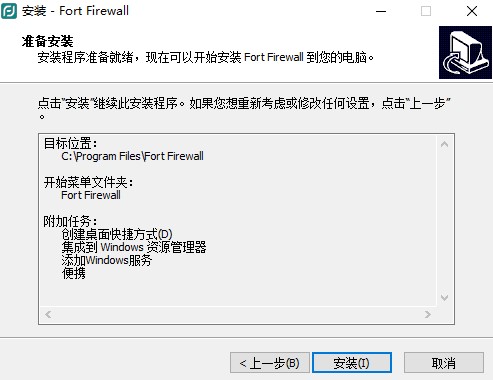 安装 - Fort Firewall
准备安装
安装程序准备就绪，现在可以开始安装 Fort Firewall 到您的电脑。
点击“安装”继续此安装程序。如果您想重新考虑或修改任何设置，点击“上一步”
。
目标位置：
C:\Program Files\Fort Firewall
开始菜单文件夹：
Fort Firewall
附加任务：
创建桌面快捷方式(D)
集成到 Windows 资源管理器
添加Windows服务
便携
< 上一步(B)
安装(I)
取消